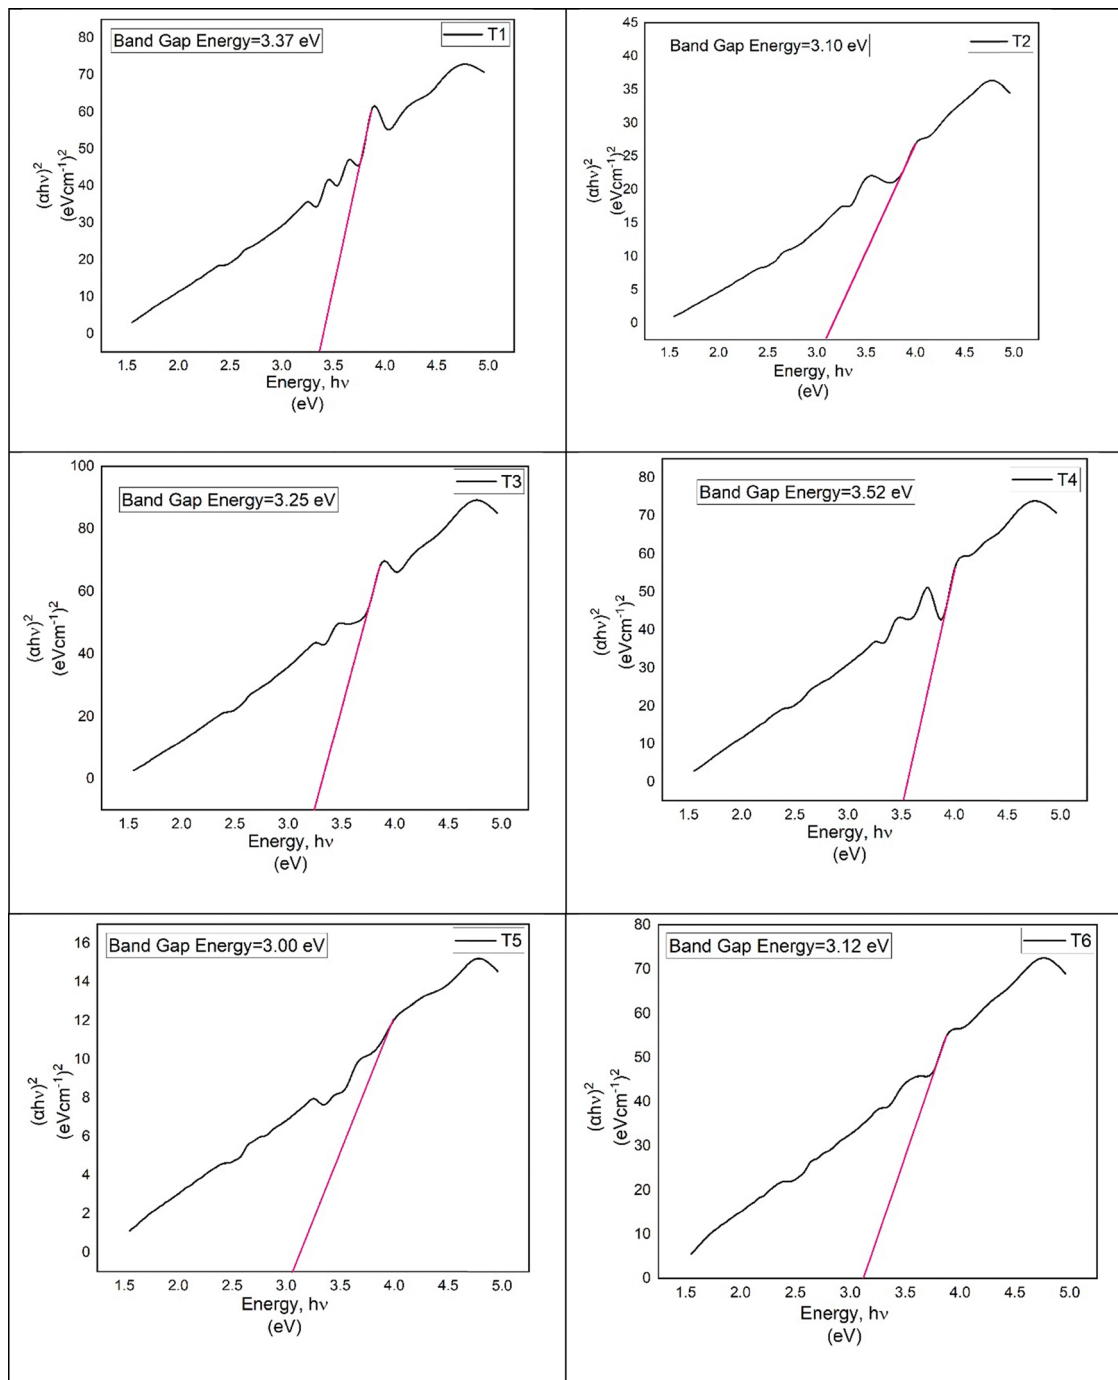 Band Gap Energy=3.37 eV
T1
80
70
60
50
40
30
20
10
0
(αhν)²
(eVcm⁻¹)²
1.5 2.0 2.5 3.0 3.5 4.0 4.5 5.0
Energy, hν
(eV)
Band Gap Energy=3.10 eV
T2
45
40
35
30
25
20
15
10
5
0
(αhν)²
(eVcm⁻¹)²
1.5 2.0 2.5 3.0 3.5 4.0 4.5 5.0
Energy, hν
(eV)
Band Gap Energy=3.25 eV
T3
100
80
60
40
20
0
(αhν)²
(eVcm⁻¹)²
1.5 2.0 2.5 3.0 3.5 4.0 4.5 5.0
Energy, hν
(eV)
Band Gap Energy=3.52 eV
T4
80
70
60
50
40
30
20
10
0
(αhν)²
(eVcm⁻¹)²
1.5 2.0 2.5 3.0 3.5 4.0 4.5 5.0
Energy, hν
(eV)
Band Gap Energy=3.00 eV
T5
16
14
12
10
8
6
4
2
0
(αhν)²
(eVcm⁻¹)²
1.5 2.0 2.5 3.0 3.5 4.0 4.5 5.0
Energy, hν
(eV)
Band Gap Energy=3.12 eV
T6
80
70
60
50
40
30
20
10
0
(αhν)²
(eVcm⁻¹)²
1.5 2.0 2.5 3.0 3.5 4.0 4.5 5.0
Energy, hν
(eV)